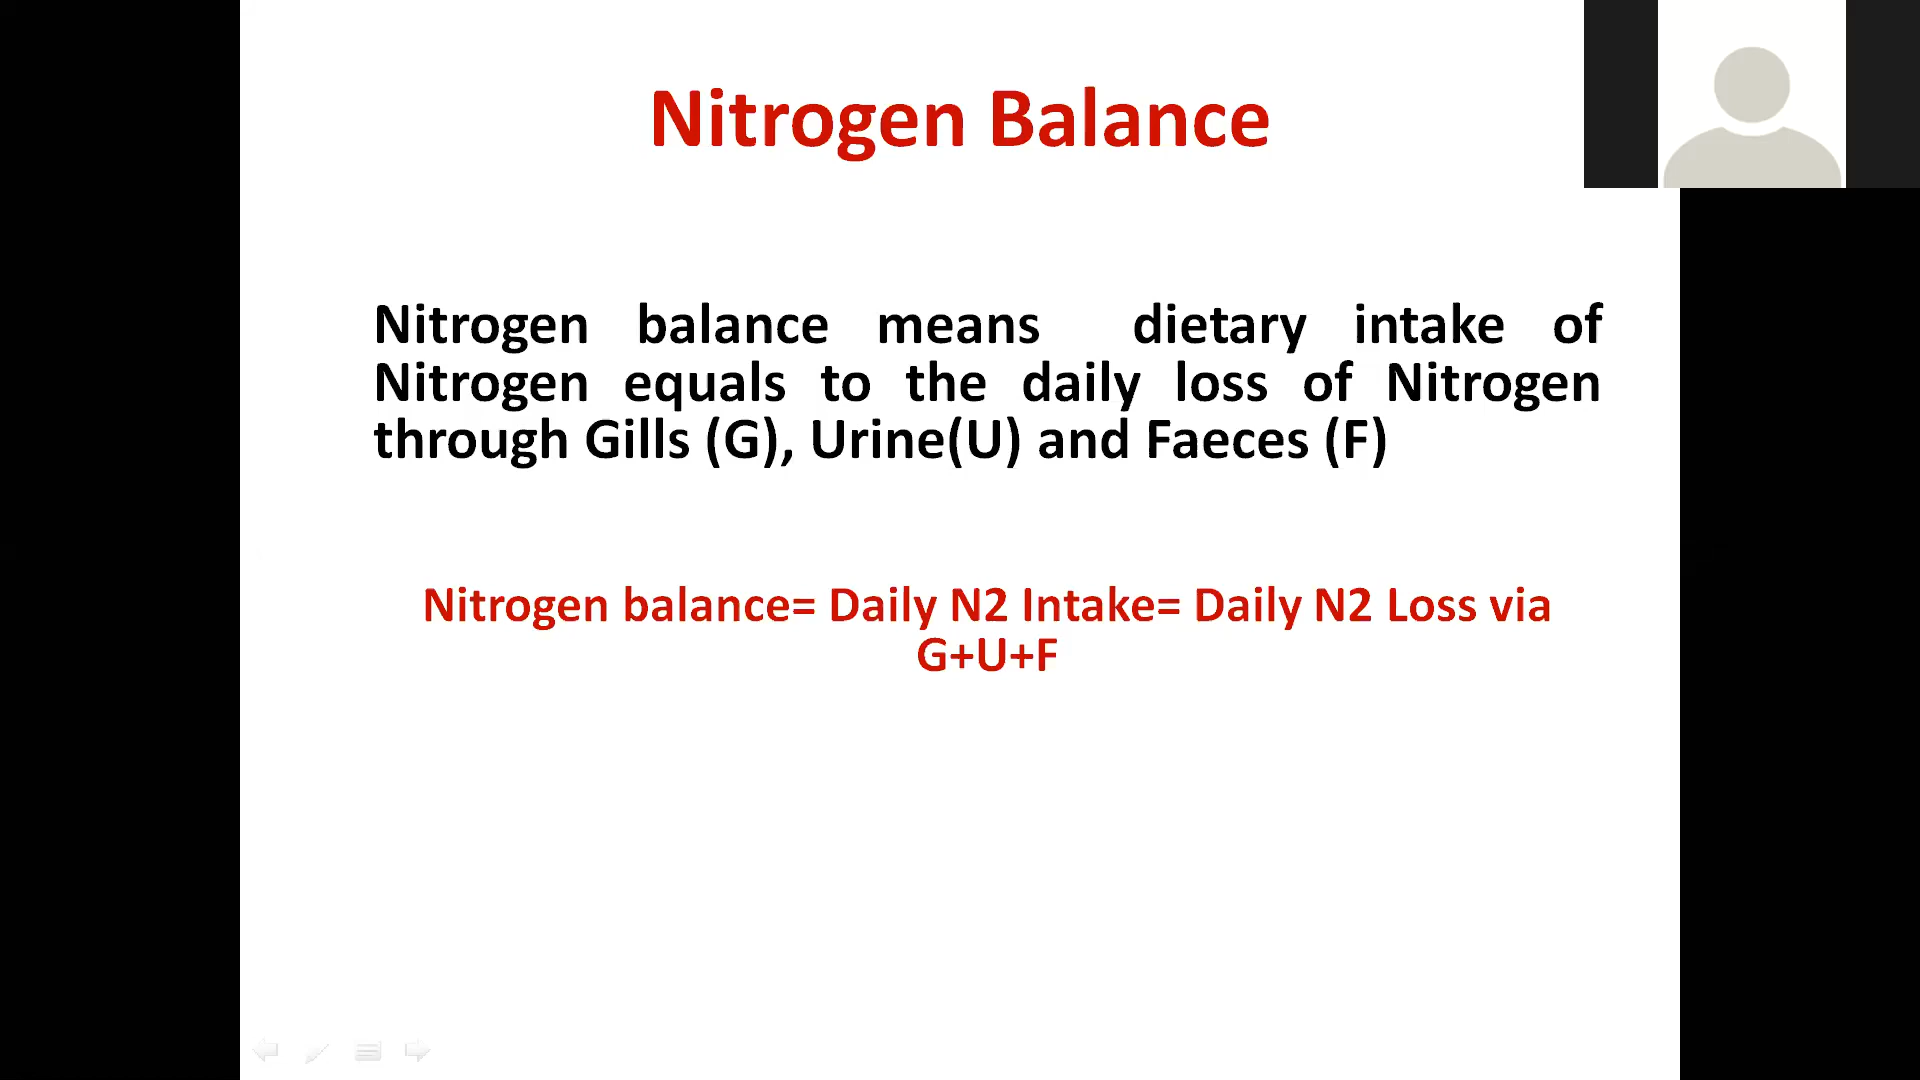 Nitrogen Balance
Nitrogen balance means dietary intake of
Nitrogen equals to the daily loss of Nitrogen
through Gills (G), Urine(U) and Faeces (F)
Nitrogen balance= Daily N2 Intake= Daily N2 Loss via
G+U+F